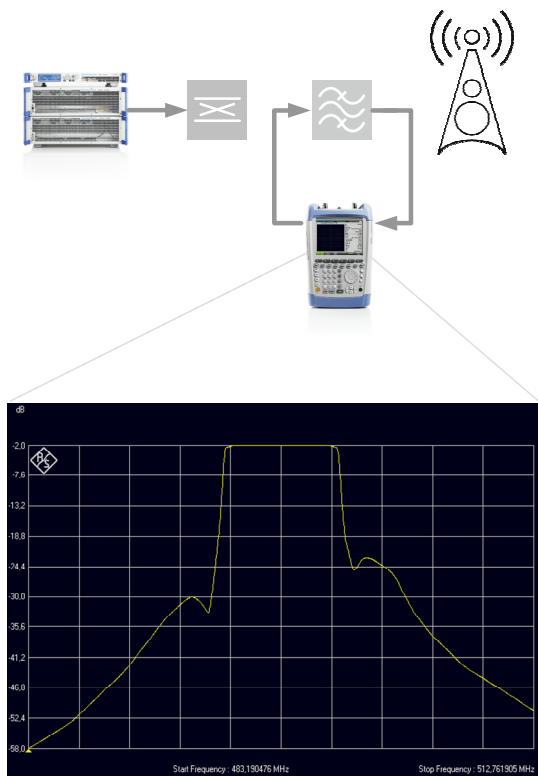 dB
-2,0
-7,6
-13,2
-18,8
-24,4
-30,0
-35,6
-41,2
-46,0
-52,4
-58,0
R
S
Start Frequency : 483,190476 MHz
Stop Frequency : 512,761905 MHz